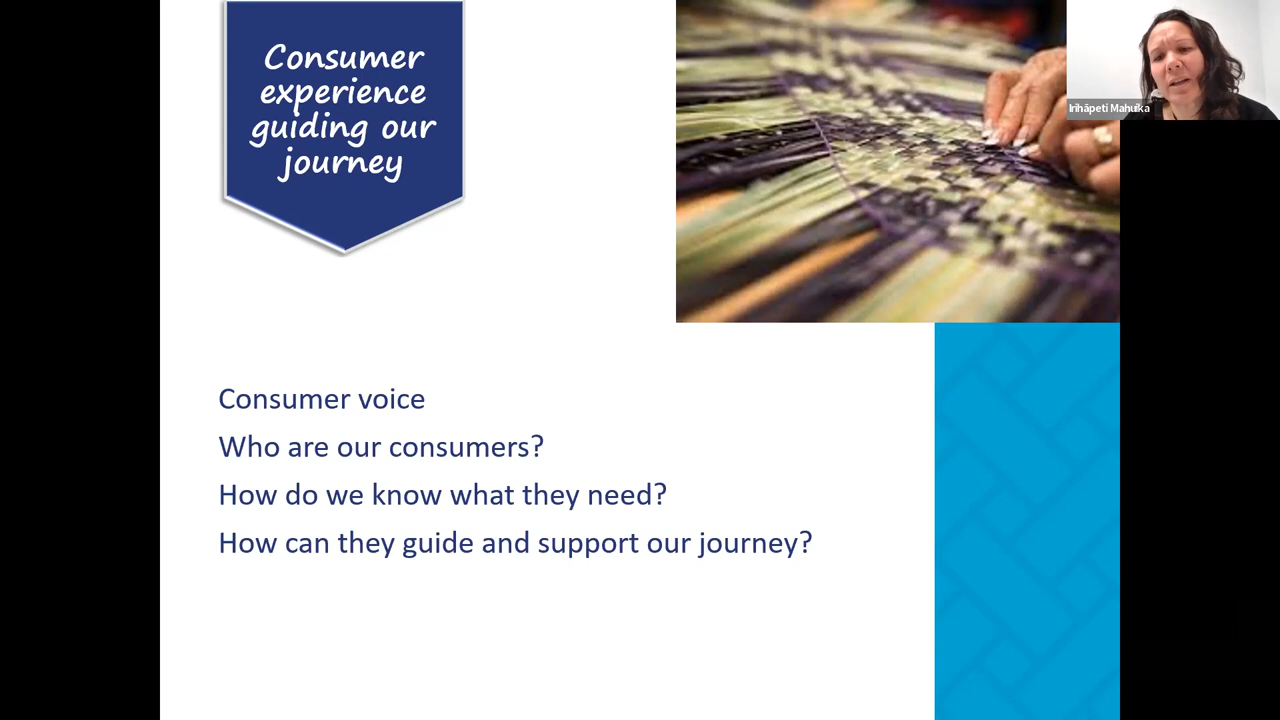 Consumer
experience
guiding our
journey
Irihāpeti Mahuika
Consumer voice
Who are our consumers?
How do we know what they need?
How can they guide and support our journey?